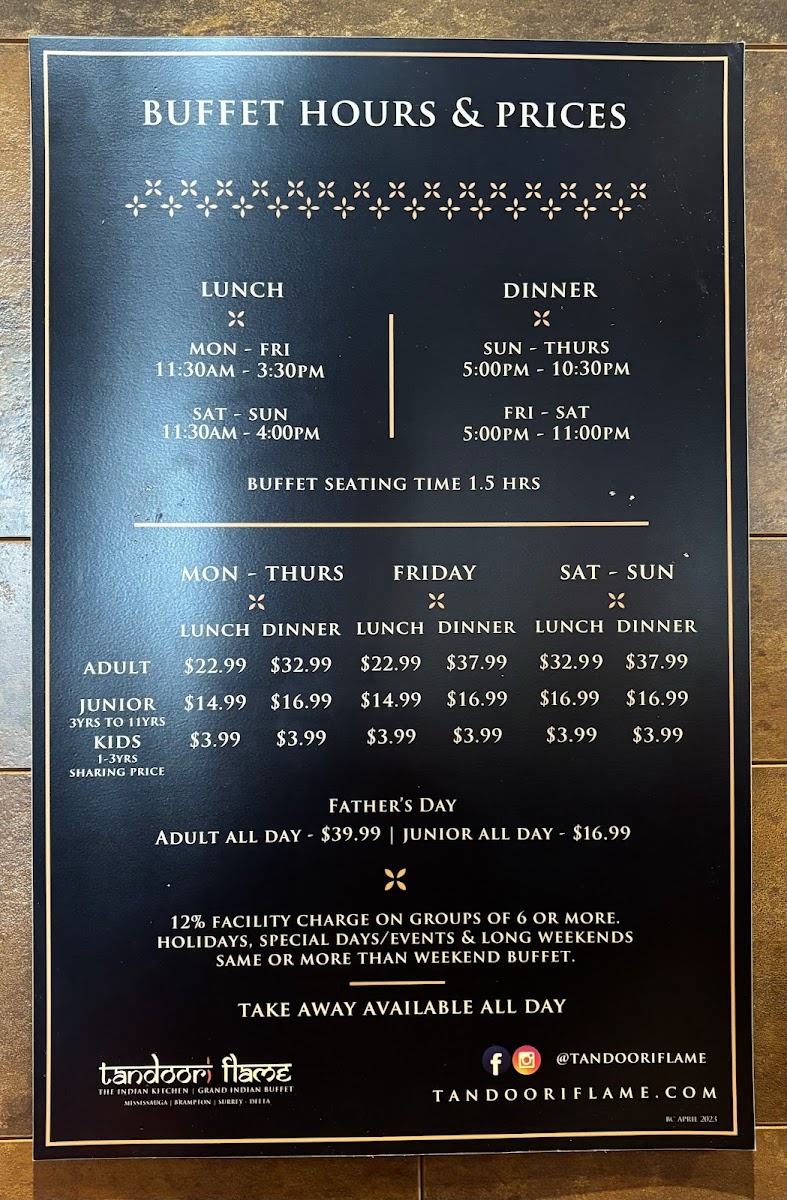 BUFFET HOURS & PRICES
LUNCH
MON - FRI
11:30AM - 3:30PM
SAT - SUN
11:30AM - 4:00PM
DINNER
SUN - THURS
5:00PM - 10:30PM
FRI - SAT
5:00PM - 11:00PM
BUFFET SEATING TIME 1.5 HRS
MON - THURS FRIDAY SAT - SUN
LUNCH DINNER LUNCH DINNER LUNCH DINNER
ADULT $22.99 $32.99 $22.99 $37.99 $32.99 $37.99
JUNIOR $14.99 $16.99 $14.99 $16.99 $16.99 $16.99
3YRS TO 11YRS
KIDS $3.99 $3.99 $3.99 $3.99 $3.99 $3.99
1-3YRS
SHARING PRICE
FATHER'S DAY
ADULT ALL DAY - $39.99 | JUNIOR ALL DAY - $16.99
12% FACILITY CHARGE ON GROUPS OF 6 OR MORE.
HOLIDAYS, SPECIAL DAYS/EVENTS & LONG WEEKENDS
SAME OR MORE THAN WEEKEND BUFFET.
TAKE AWAY AVAILABLE ALL DAY
tandoori flame
THE INDIAN KITCHEN | GRAND INDIAN BUFFET
MISSISSAUGA | BRAMPTON | SURREY - DELTA
@TANDOORIFLAME
TANDOORIFLAME.COM
BC APRIL 2023